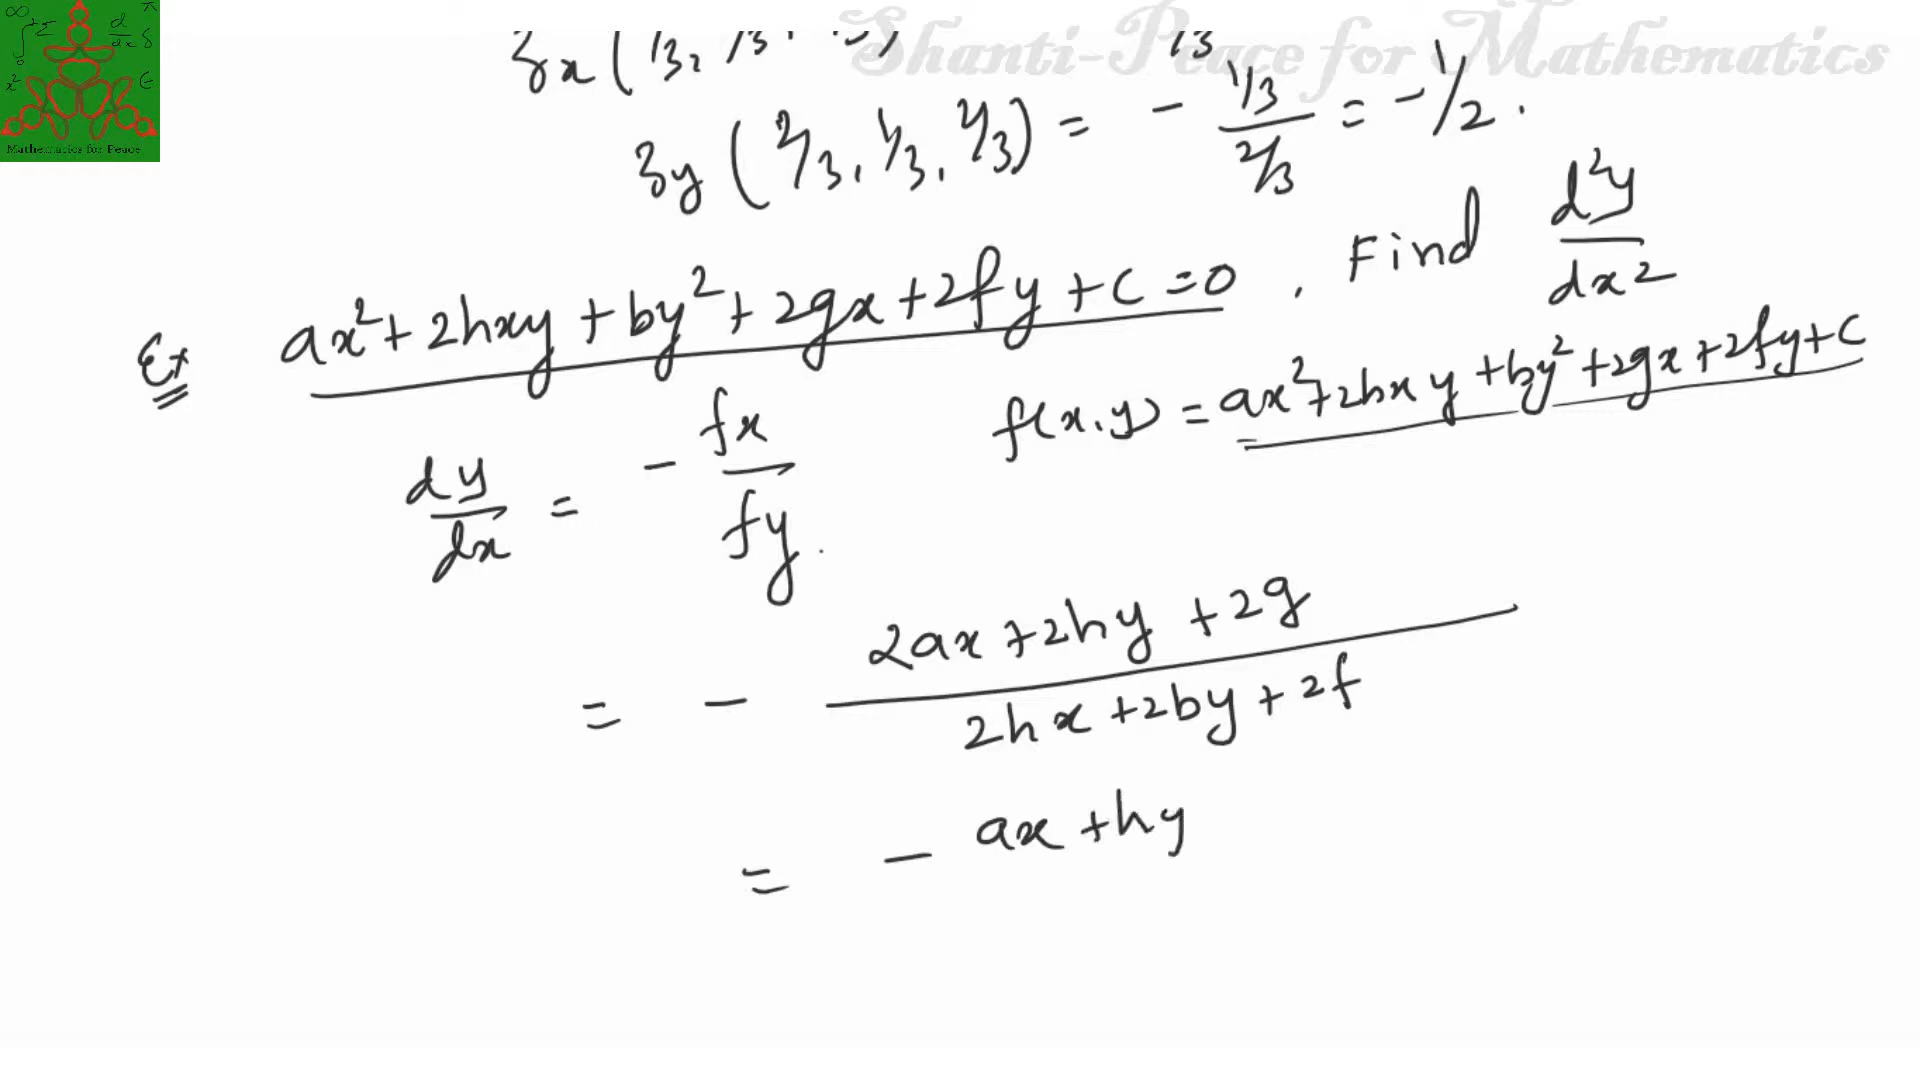 Shanti-Peace for Mathematics
Mathematics for Peace
zy (2/3, 1/3, 2/3) = - 1/3 / 2/3 = -1/2 .
Ex ax² + 2hxy + by² + 2gx + 2fy + c = 0 , Find d²y/dx2
f(x,y) = ax² + 2hxy + by² + 2gx + 2fy + c
dy/dx = - fx/fy .
= - 2ax + 2hy + 2g / 2hx + 2by + 2f
= - ax + hy